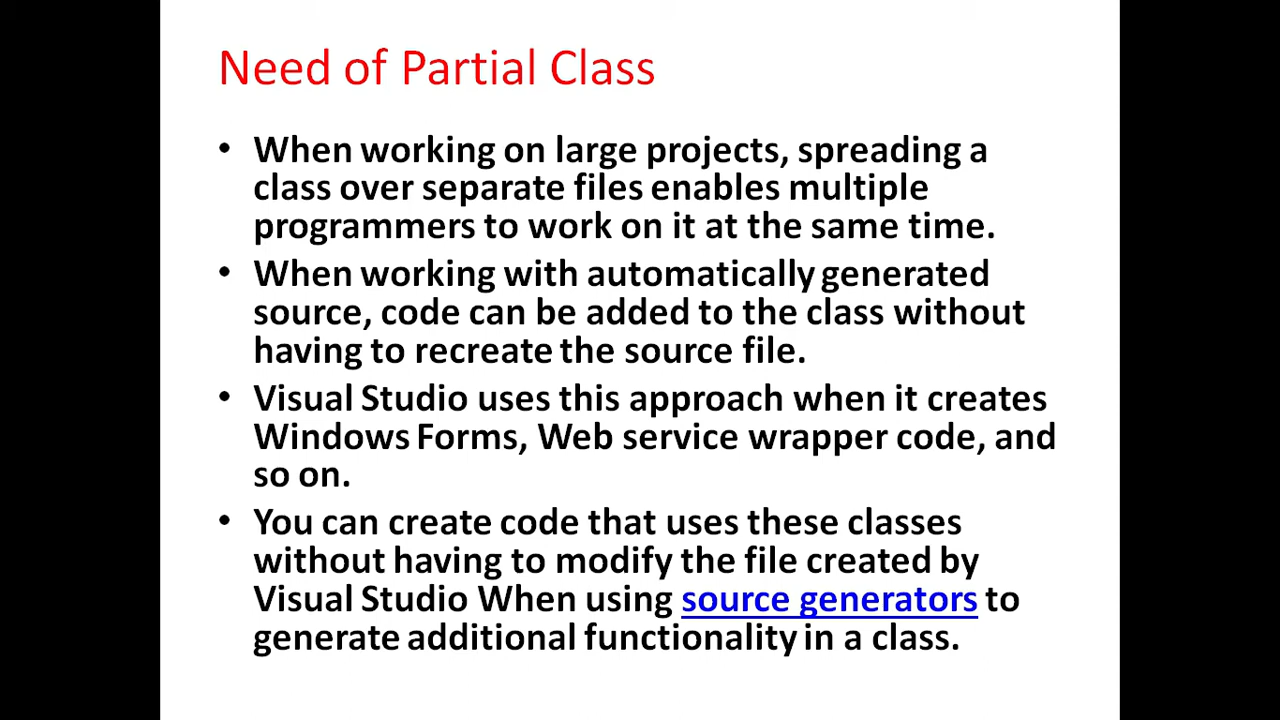 Need of Partial Class
• When working on large projects, spreading a
class over separate files enables multiple
programmers to work on it at the same time.
• When working with automatically generated
source, code can be added to the class without
having to recreate the source file.
• Visual Studio uses this approach when it creates
Windows Forms, Web service wrapper code, and
so on.
• You can create code that uses these classes
without having to modify the file created by
Visual Studio When using source generators to
generate additional functionality in a class.